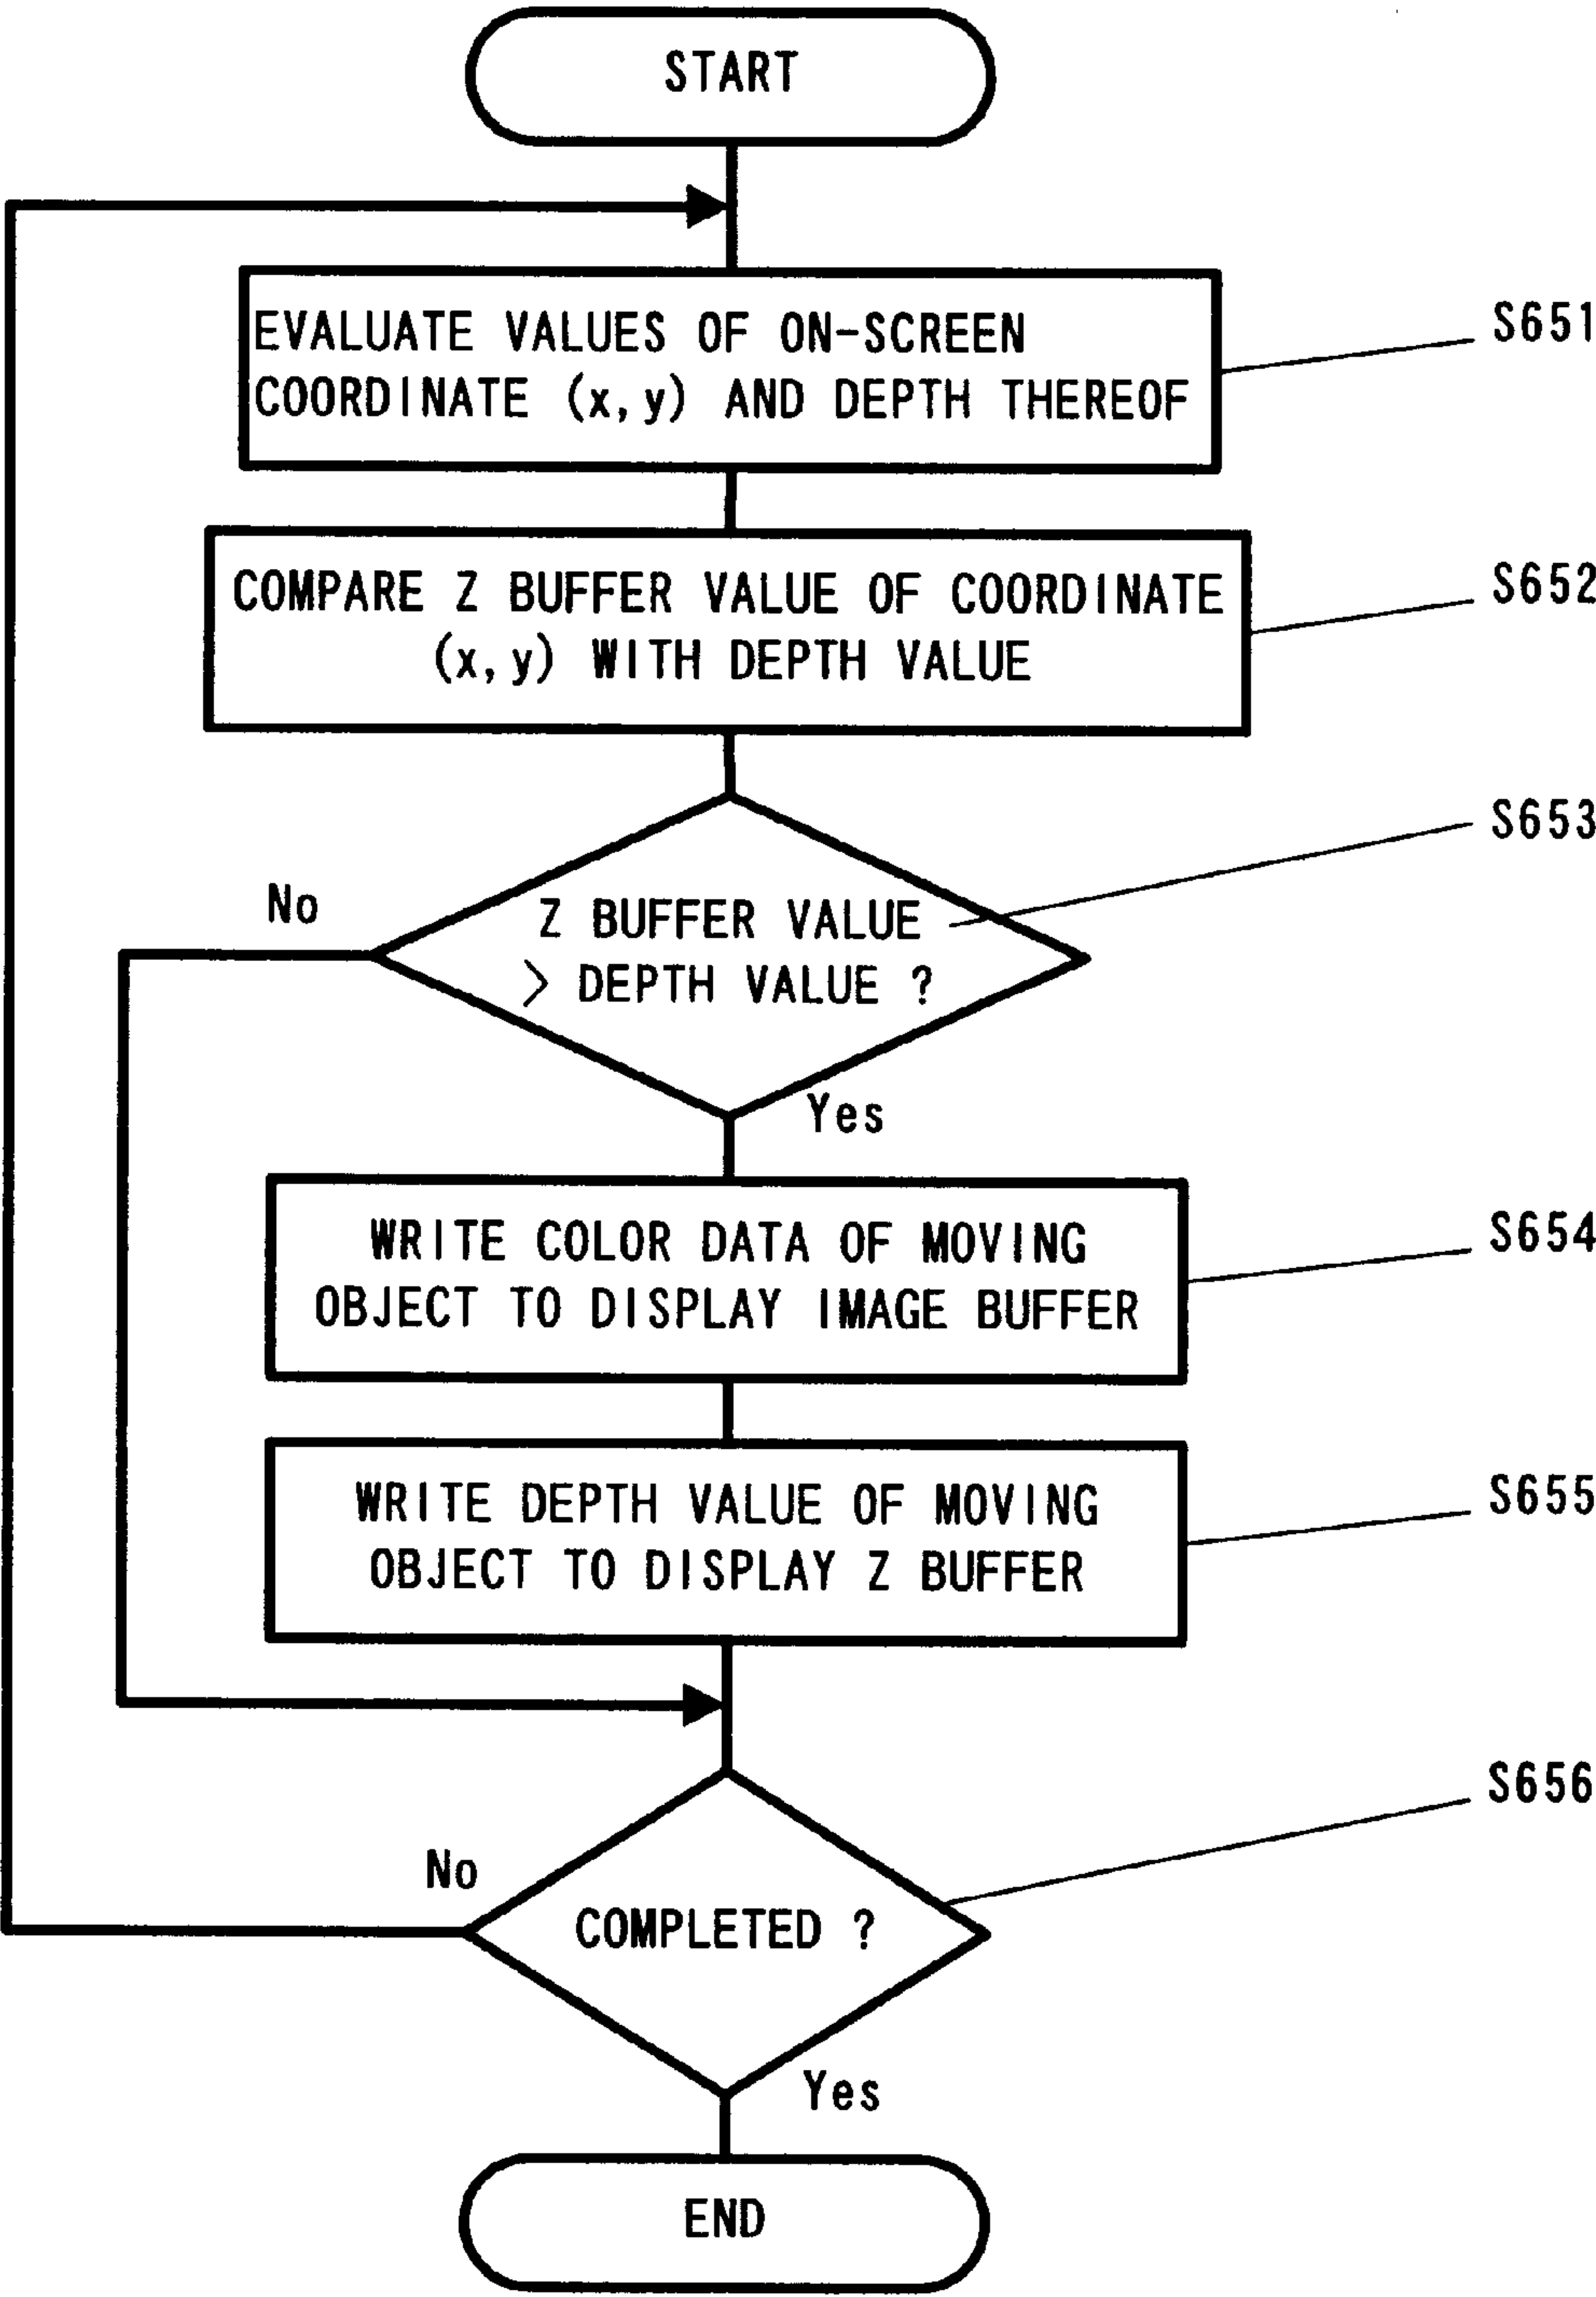 START
EVALUATE VALUES OF ON-SCREEN
COORDINATE (x, y) AND DEPTH THEREOF
S651
COMPARE Z BUFFER VALUE OF COORDINATE
(x, y) WITH DEPTH VALUE
S652
S653
No
Z BUFFER VALUE
> DEPTH VALUE ?
Yes
WRITE COLOR DATA OF MOVING
OBJECT TO DISPLAY IMAGE BUFFER
S654
WRITE DEPTH VALUE OF MOVING
OBJECT TO DISPLAY Z BUFFER
S655
S656
No
COMPLETED ?
Yes
END